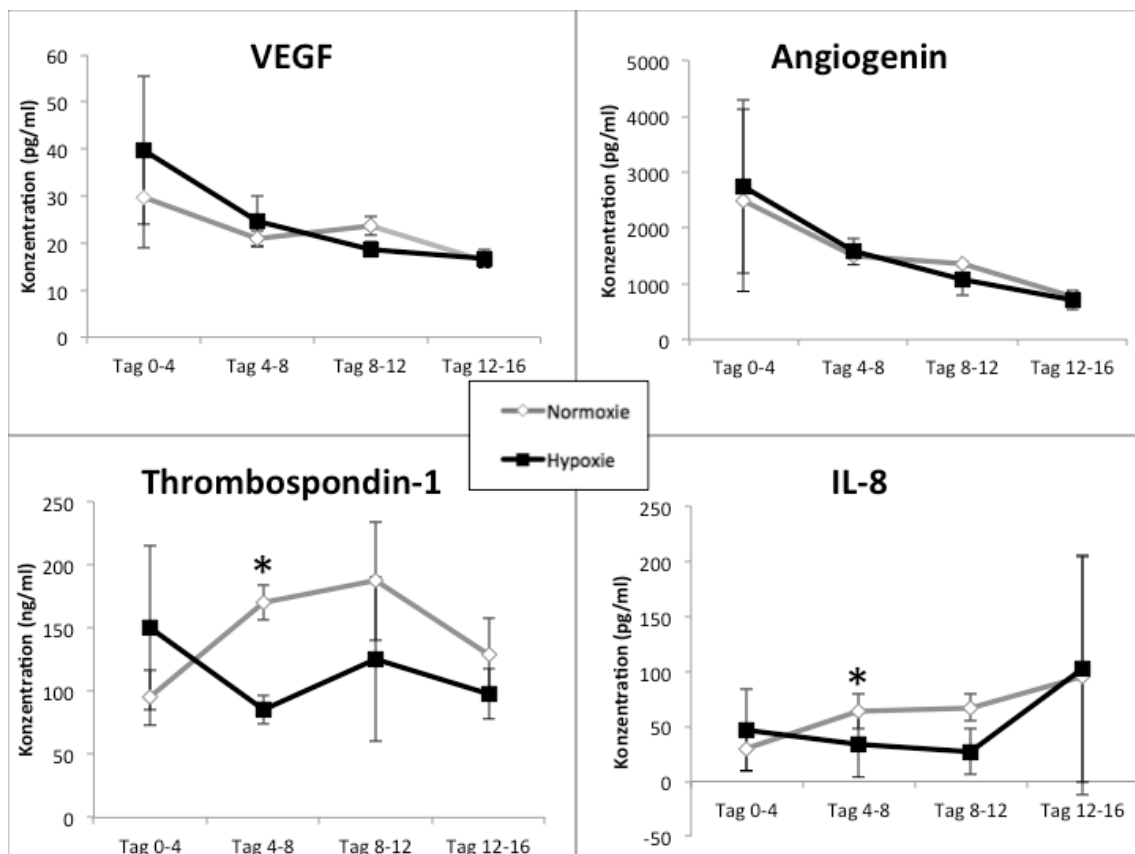 VEGF
Konzentration (pg/ml)
60
50
40
30
20
10
0
Tag 0-4 Tag 4-8 Tag 8-12 Tag 12-16
Angiogenin
Konzentration (pg/ml)
5000
4000
3000
2000
1000
0
Tag 0-4 Tag 4-8 Tag 8-12 Tag 12-16
Normoxie
Hypoxie
Thrombospondin-1
Konzentration (ng/ml)
250
200
150
100
50
0
*
Tag 0-4 Tag 4-8 Tag 8-12 Tag 12-16
IL-8
Konzentration (pg/ml)
250
200
150
100
50
0
-50
*
Tag 0-4 Tag 4-8 Tag 8-12 Tag 12-16